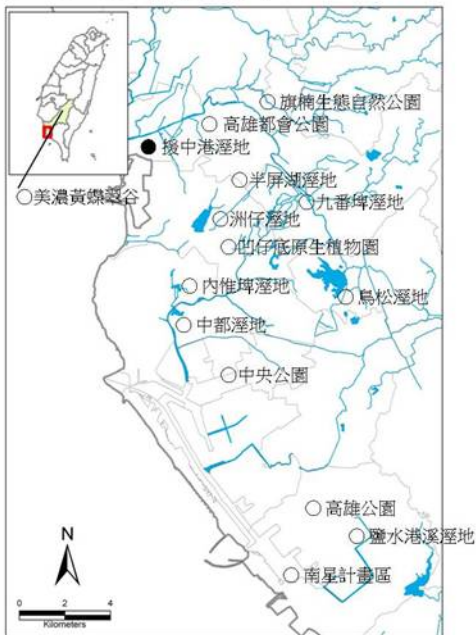 旗楠生態自然公園
高雄都會公園
援中港溼地
半屏湖溼地
美濃黃蝶翠谷
九番埤溼地
洲仔溼地
凹仔底原生植物園
內惟埤溼地
鳥松溼地
中都溼地
中央公園
高雄公園
鹽水港溪溼地
南星計畫區
N
0 2 4
Kilometers